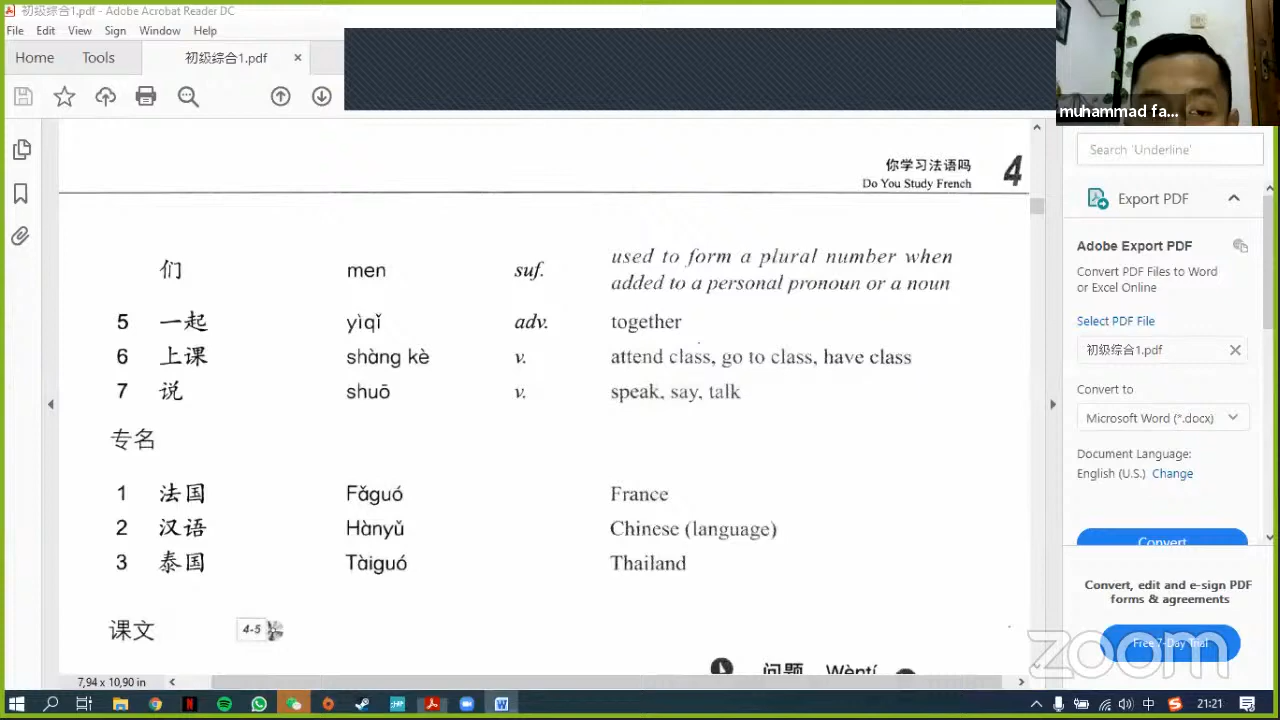 初级综合1.pdf - Adobe Acrobat Reader DC
File Edit View Sign Window Help
Home Tools 初级综合1.pdf ×
muhammad fa...
Search 'Underline'
你学习法语吗
Do You Study French 4
Export PDF
Adobe Export PDF
Convert PDF Files to Word
or Excel Online
Select PDF File
初级综合1.pdf
Convert to
Microsoft Word (*.docx)
Document Language:
English (U.S.) Change
Convert
Convert, edit and e-sign PDF
forms & agreements
Free 7-Day Trial
们 men suf. used to form a plural number when
added to a personal pronoun or a noun
5 一起 yìqǐ adv. together
6 上课 shàng kè v. attend class, go to class, have class
7 说 shuō v. speak, say, talk
专名
1 法国 Fǎguó France
2 汉语 Hànyǔ Chinese (language)
3 泰国 Tàiguó Thailand
课文 4-5
问题 Wèntí
zoom
7,94 x 10,90 in
中 21:21